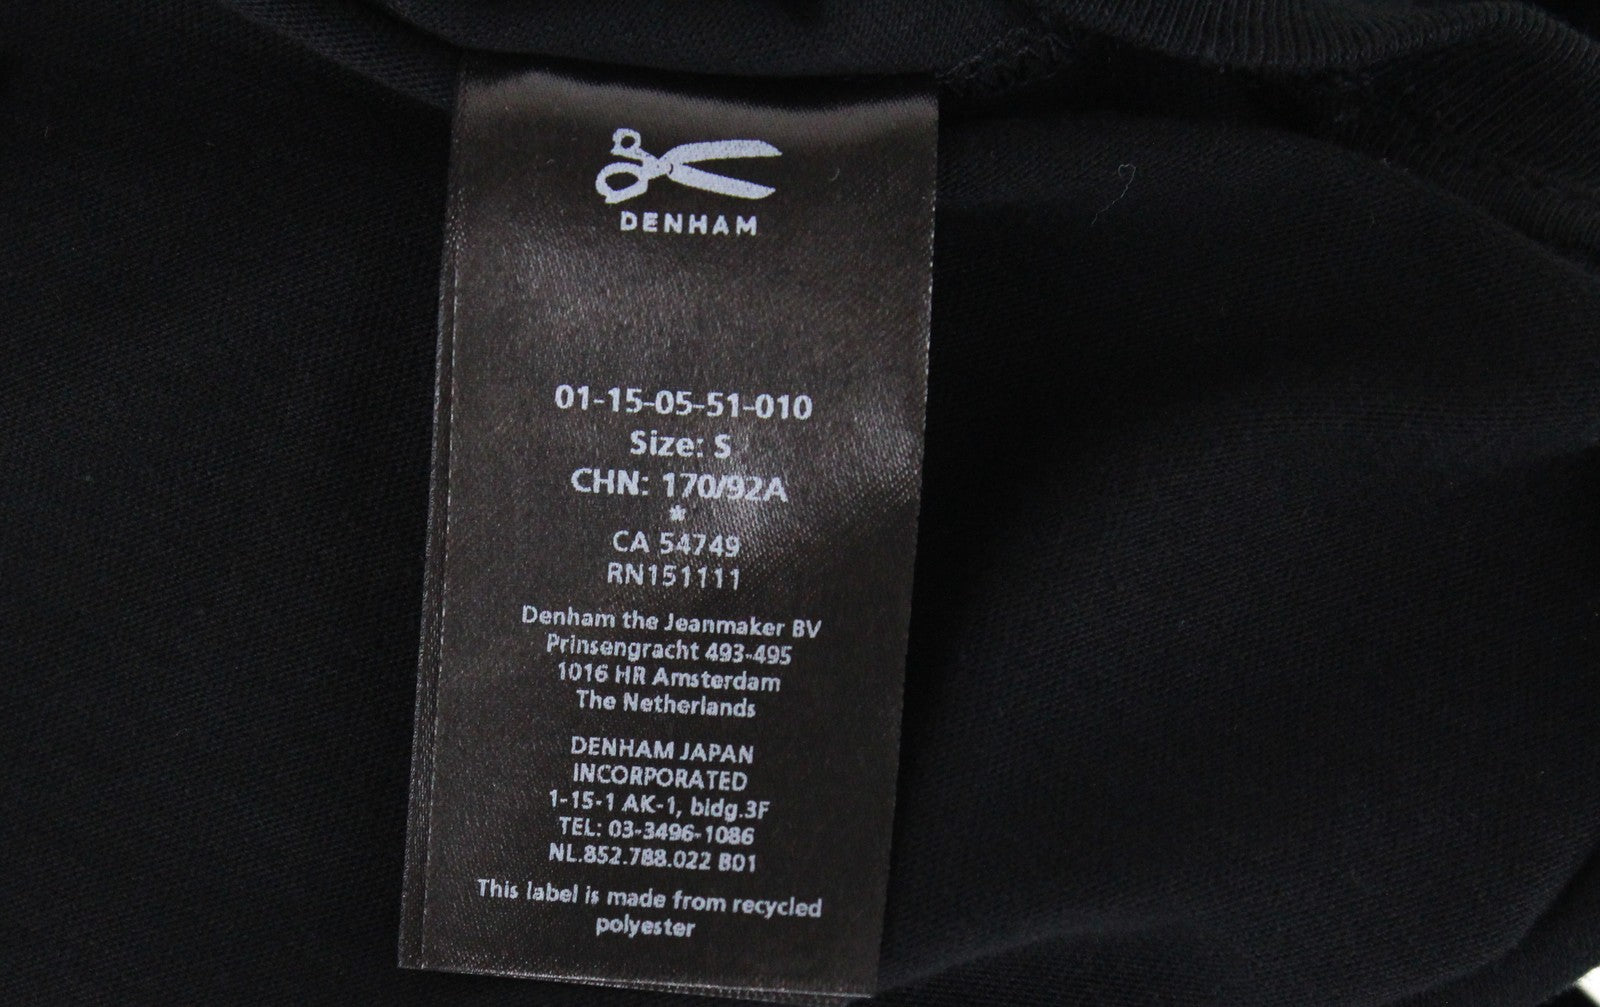 DENHAM
01-15-05-51-010
Size: S
CHN: 170/92A
*
CA 54749
RN151111
Denham the Jeanmaker BV
Prinsengracht 493-495
1016 HR Amsterdam
The Netherlands
DENHAM JAPAN
INCORPORATED
1-15-1 AK-1, bldg.3F
TEL: 03-3496-1086
NL.852.788.022 B01
This label is made from recycled
polyester